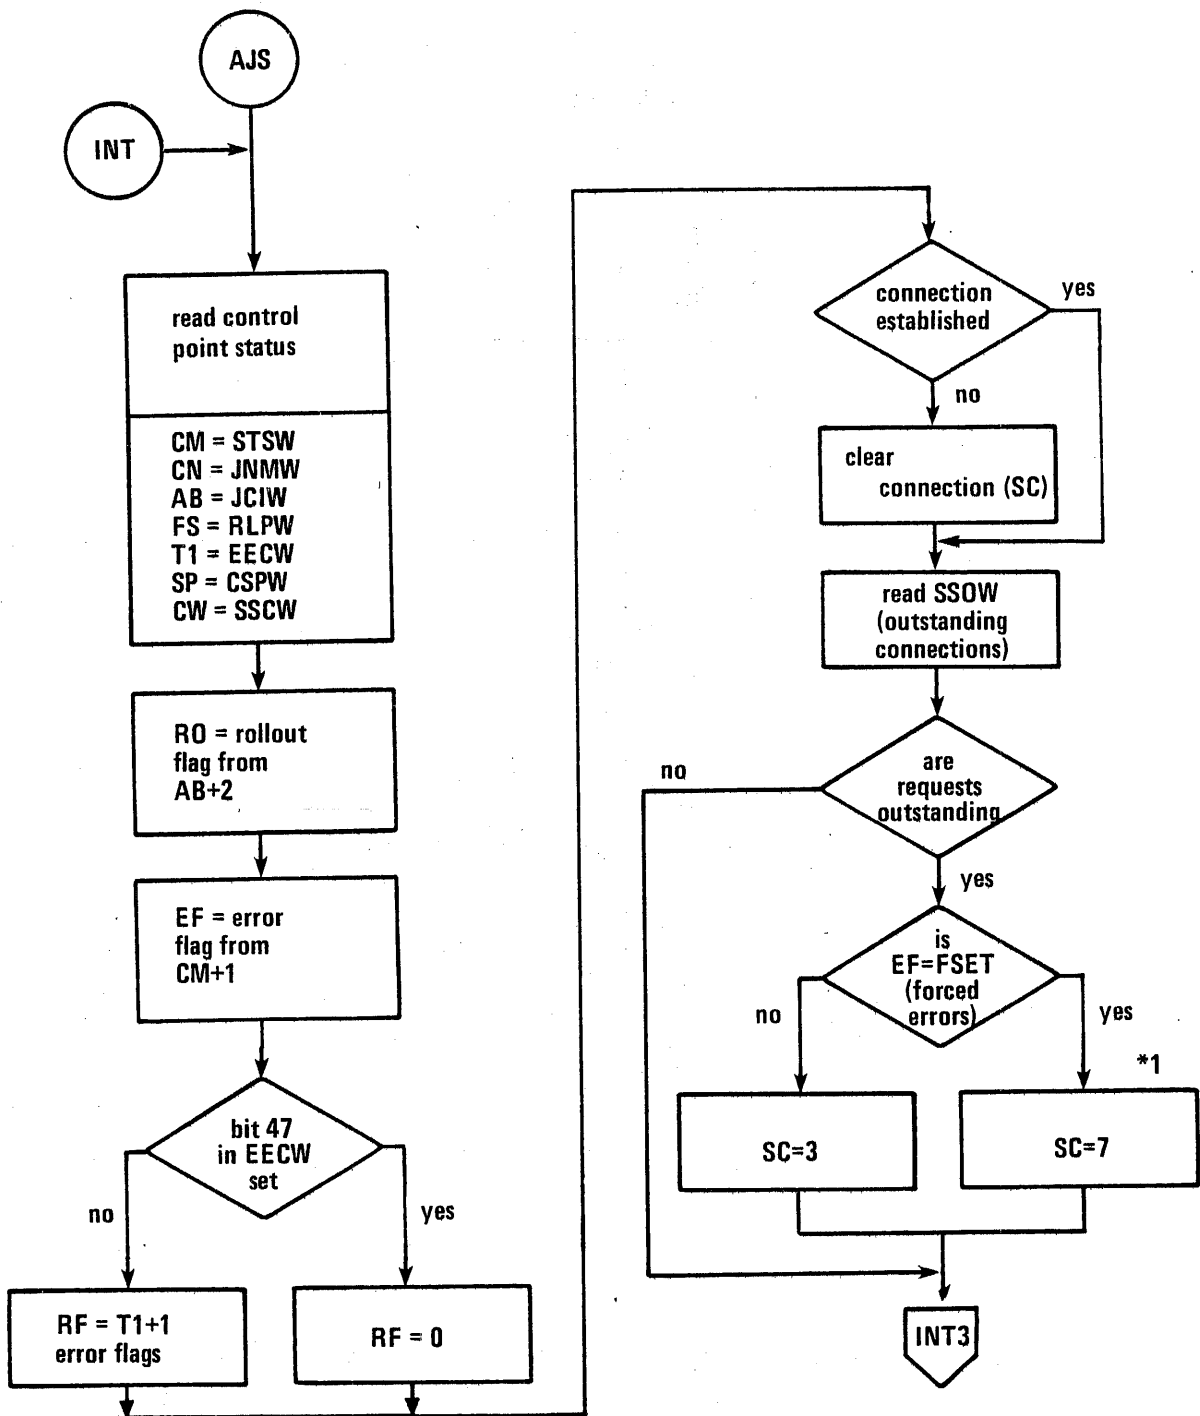 AJS
INT
read control
point status
CM = STSW
CN = JNMW
AB = JCIW
FS = RLPW
T1 = EECW
SP = CSPW
CW = SSCW
RO = rollout
flag from
AB+2
EF = error
flag from
CM+1
bit 47
in EECW
set
no
yes
RF = T1+1
error flags
RF = 0
connection
established
yes
no
clear
connection (SC)
read SSOW
(outstanding
connections)
are
requests
outstanding
no
yes
is
EF=FSET
(forced
errors)
no
yes
*1
SC=3
SC=7
INT3